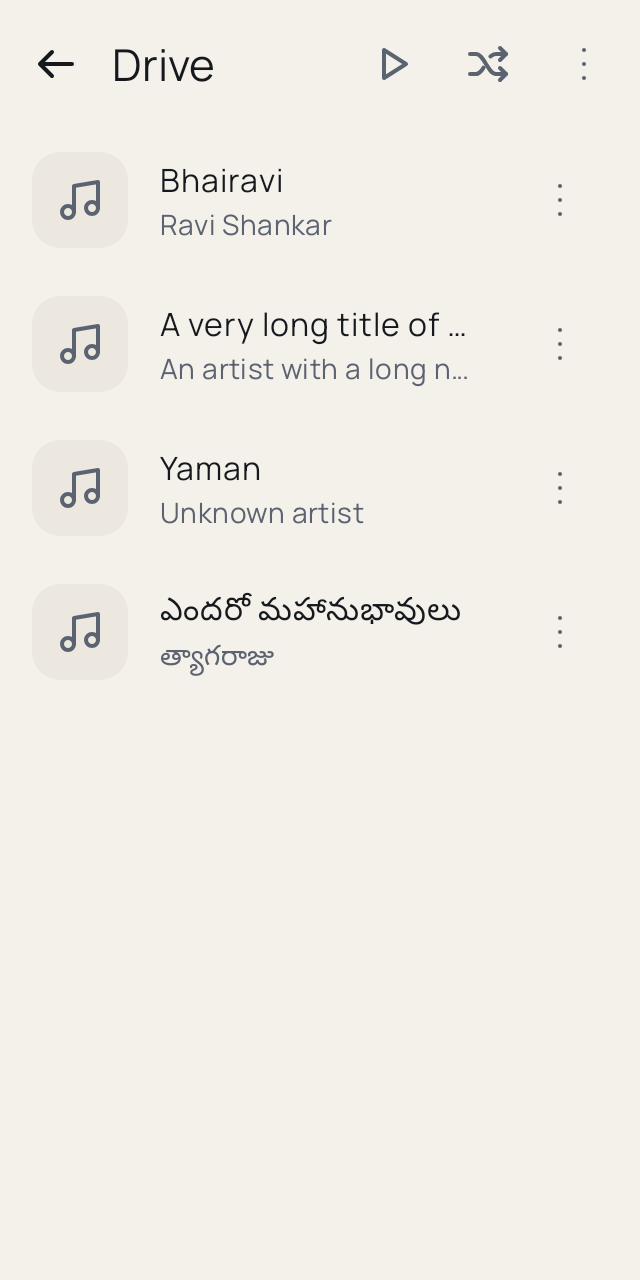 Drive
Bhairavi
Ravi Shankar
A very long title of …
An artist with a long n…
Yaman
Unknown artist
ఎందరో మహానుభావులు
త్యాగరాజు